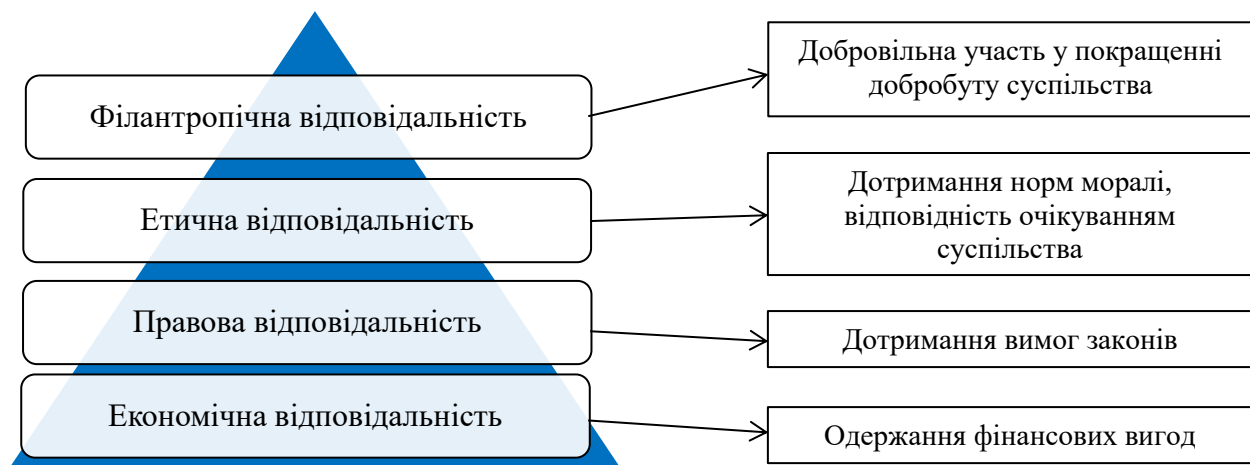 Філантропічна відповідальність
Добровільна участь у покращенні
добробуту суспільства
Етична відповідальність
Дотримання норм моралі,
відповідність очікуванням
суспільства
Правова відповідальність
Дотримання вимог законів
Економічна відповідальність
Одержання фінансових вигод